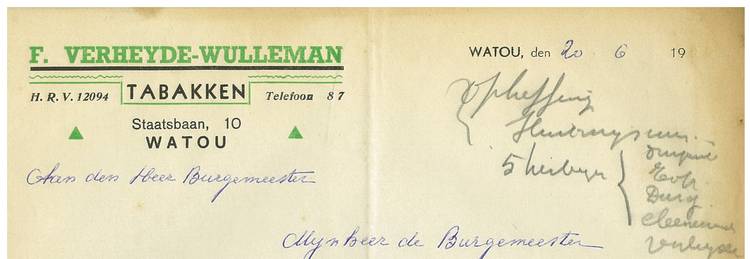 F. VERHEYDE-WULLEMAN
H. R. V. 12094 TABAKKEN Telefoon 87
Staatsbaan, 10
WATOU
WATOU, den 20 6 19
Opheffing
5 herbergen
Aan den Heer Burgemeester
Mijnheer de Burgemeester